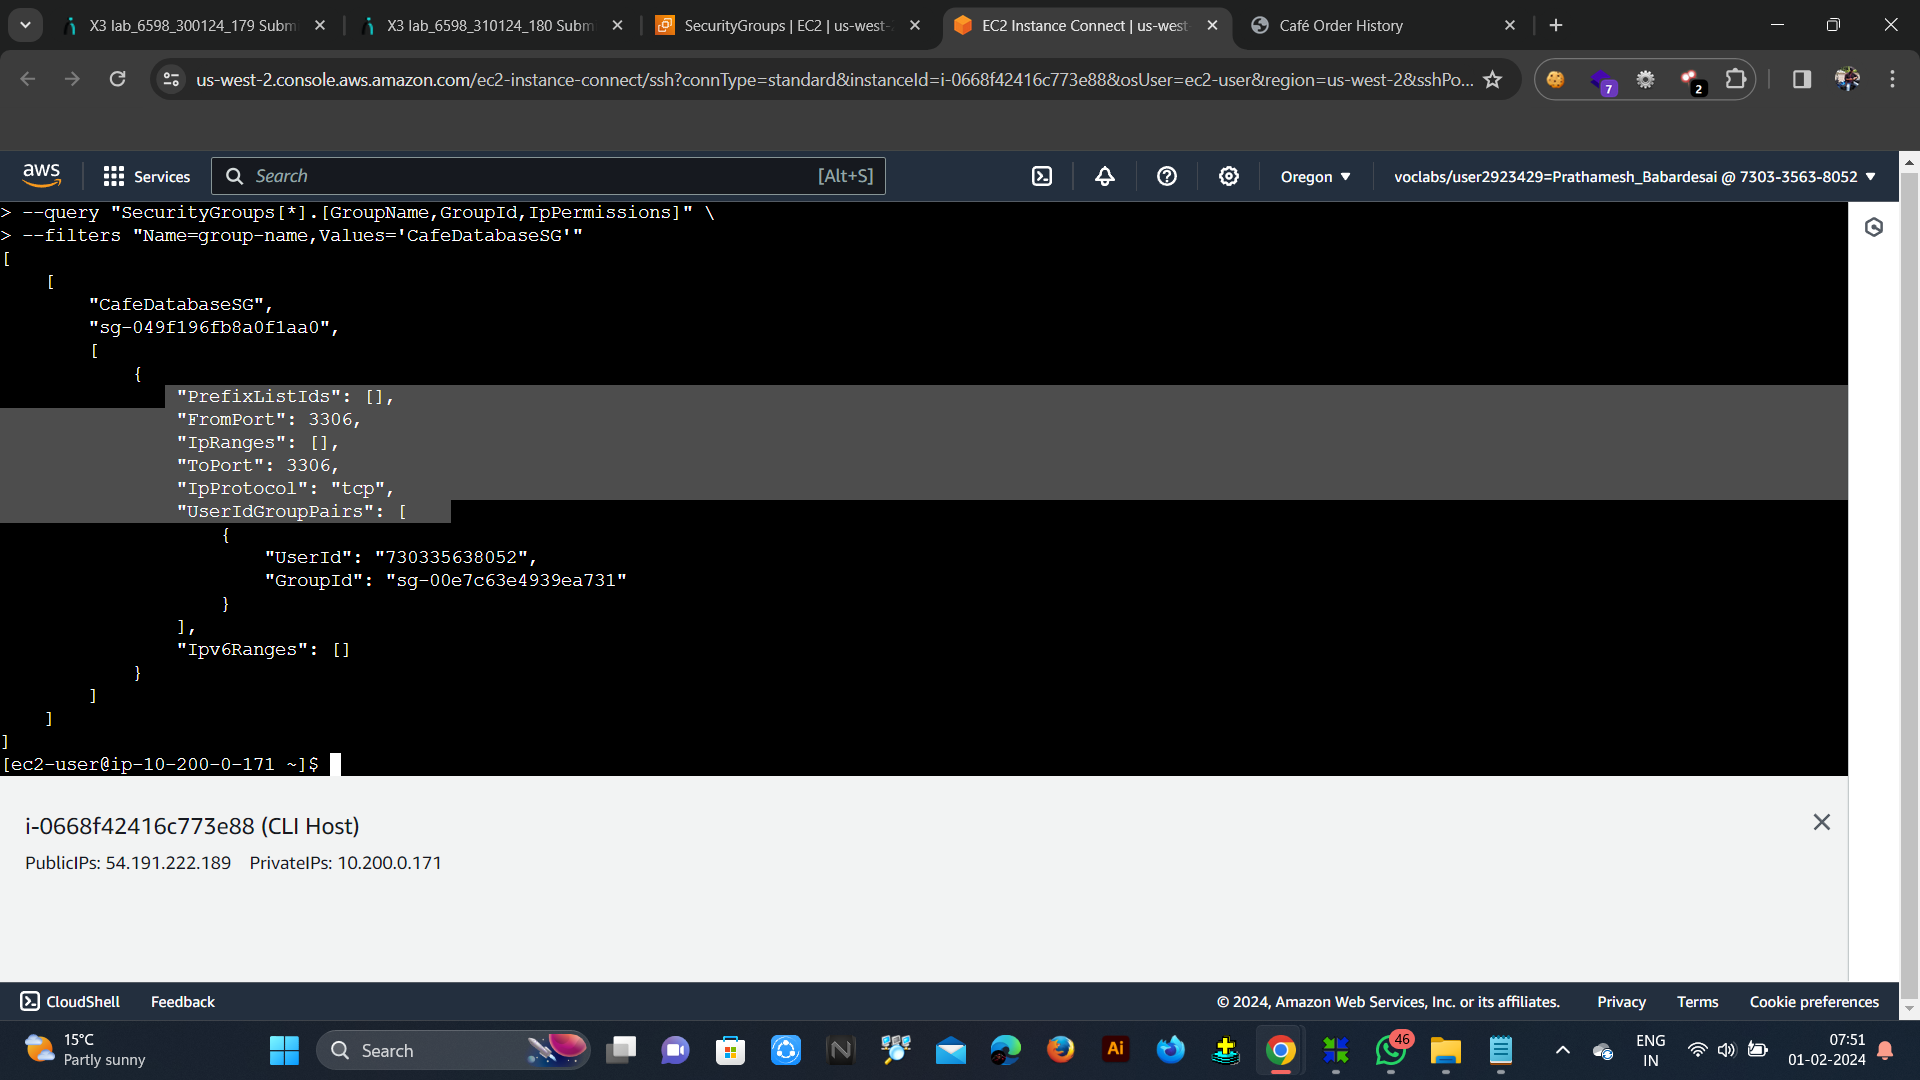 X3 lab_6598_300124_179 Subm
X3 lab_6598_310124_180 Subm
SecurityGroups | EC2 | us-west-
EC2 Instance Connect | us-west
Café Order History
us-west-2.console.aws.amazon.com/ec2-instance-connect/ssh?connType=standard&instanceId=i-0668f42416c773e88&osUser=ec2-user&region=us-west-2&sshPo...
7
2
aws
Services
Search
[Alt+S]
Oregon
voclabs/user2923429=Prathamesh_Babardesai @ 7303-3563-8052
> --query "SecurityGroups[*].[GroupName,GroupId,IpPermissions]" \
> --filters "Name=group-name,Values='CafeDatabaseSG'"
[
[
"CafeDatabaseSG",
"sg-049f196fb8a0f1aa0",
[
{
"PrefixListIds": [],
"FromPort": 3306,
"IpRanges": [],
"ToPort": 3306,
"IpProtocol": "tcp",
"UserIdGroupPairs": [
{
"UserId": "730335638052",
"GroupId": "sg-00e7c63e4939ea731"
}
],
"Ipv6Ranges": []
}
]
]
]
[ec2-user@ip-10-200-0-171 ~]$
i-0668f42416c773e88 (CLI Host)
PublicIPs: 54.191.222.189 PrivateIPs: 10.200.0.171
CloudShell
Feedback
© 2024, Amazon Web Services, Inc. or its affiliates.
Privacy
Terms
Cookie preferences
15°C
Partly sunny
Search
Ai
46
ENG
IN
07:51
01-02-2024